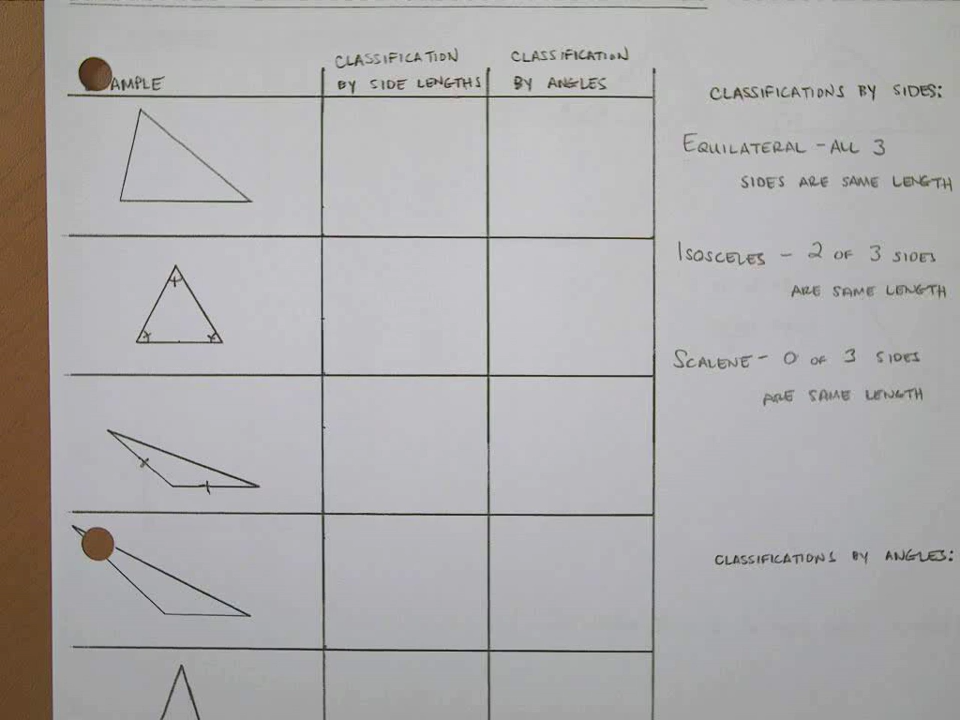 AMPLE
CLASSIFICATION
BY SIDE LENGTHS
CLASSIFICATION
BY ANGLES
CLASSIFICATIONS BY SIDES:
EQUILATERAL - ALL 3
SIDES ARE SAME LENGTH
ISOSCELES - 2 OF 3 SIDES
ARE SAME LENGTH
SCALENE - 0 OF 3 SIDES
ARE SAME LENGTH
CLASSIFICATIONS BY ANGLES: